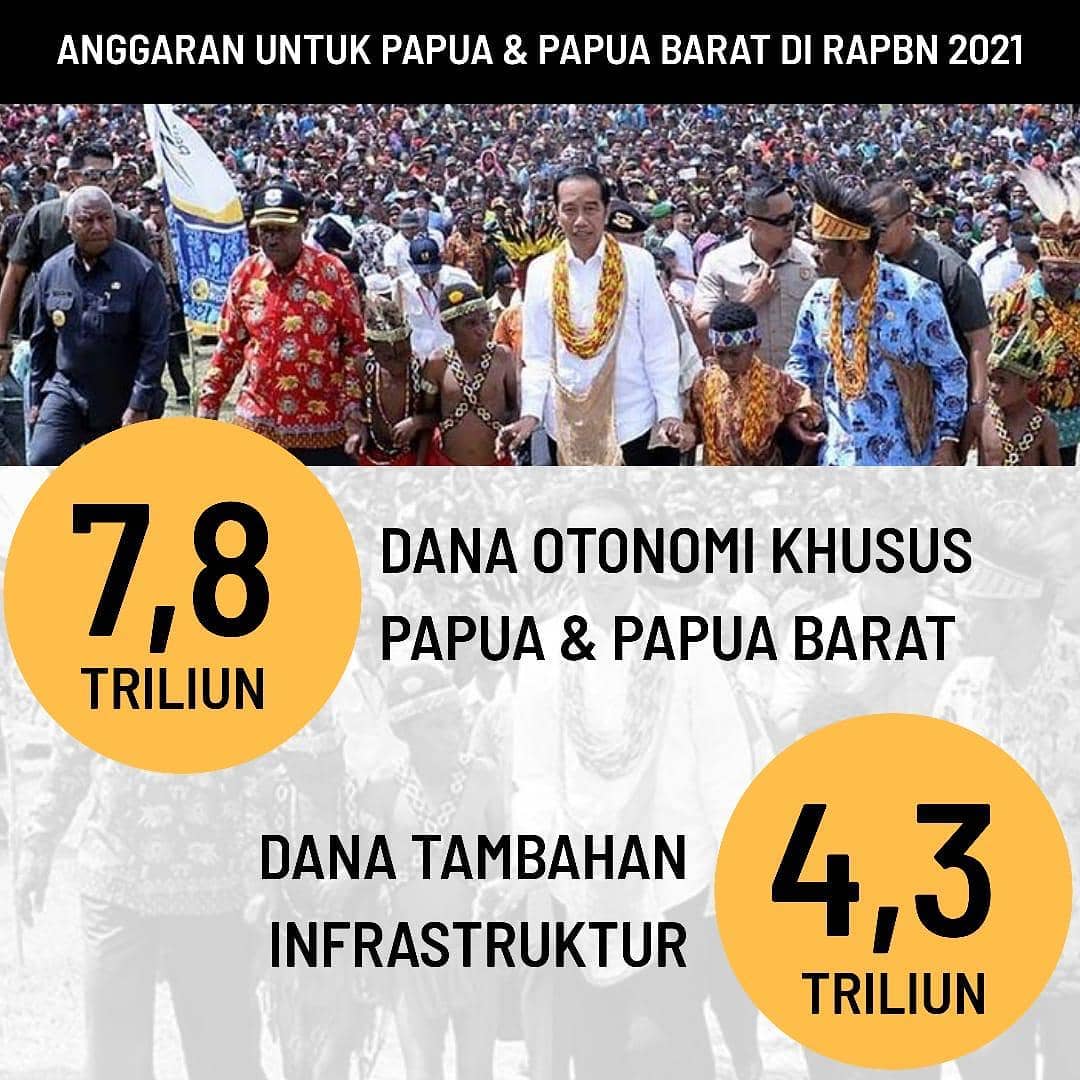 ANGGARAN UNTUK PAPUA & PAPUA BARAT DI RAPBN 2021
7,8
TRILIUN
DANA OTONOMI KHUSUS
PAPUA & PAPUA BARAT
DANA TAMBAHAN
INFRASTRUKTUR
4,3
TRILIUN